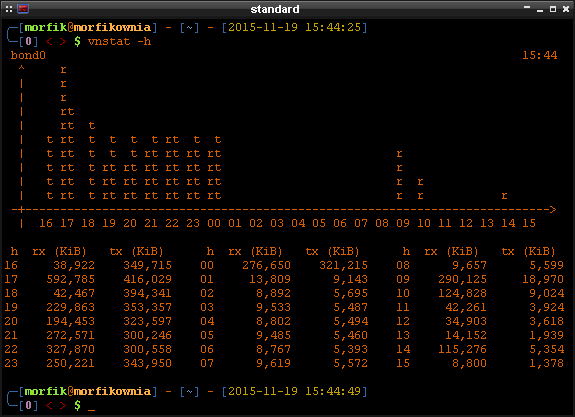 standard
[morfik@morfikownia] - [~] - [2015-11-19 15:44:25]
[0] < > $ vnstat -h
bond0 15:44
^ r
| r
| r
| rt
| rt t
| t rt t t t t rt t t
| t rt t t t rt rt rt rt r
| t rt t rt rt rt rt rt rt r
| t rt t rt rt rt rt rt rt r r
| t rt t rt rt rt rt rt rt r r r
-+--------------------------------------------------------------------------->
| 16 17 18 19 20 21 22 23 00 01 02 03 04 05 06 07 08 09 10 11 12 13 14 15
h rx (KiB) tx (KiB) h rx (KiB) tx (KiB) h rx (KiB) tx (KiB)
16 38,922 349,715 00 276,650 321,215 08 9,657 5,599
17 592,785 416,029 01 13,809 9,143 09 290,125 18,970
18 42,467 394,341 02 8,892 5,695 10 124,828 9,024
19 229,863 353,357 03 9,533 5,487 11 42,261 3,924
20 194,453 323,597 04 8,802 5,494 12 34,903 3,618
21 272,571 300,246 05 9,485 5,460 13 14,152 1,939
22 327,870 300,558 06 8,767 5,393 14 115,276 5,354
23 250,221 343,950 07 9,619 5,572 15 8,800 1,378
[morfik@morfikownia] - [~] - [2015-11-19 15:44:49]
[0] < > $ _